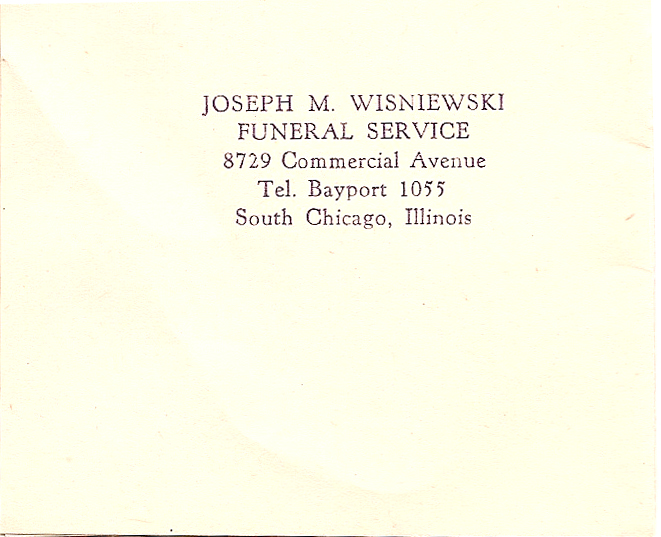 JOSEPH M. WISNIEWSKI
FUNERAL SERVICE
8729 Commercial Avenue
Tel. Bayport 1055
South Chicago, Illinois